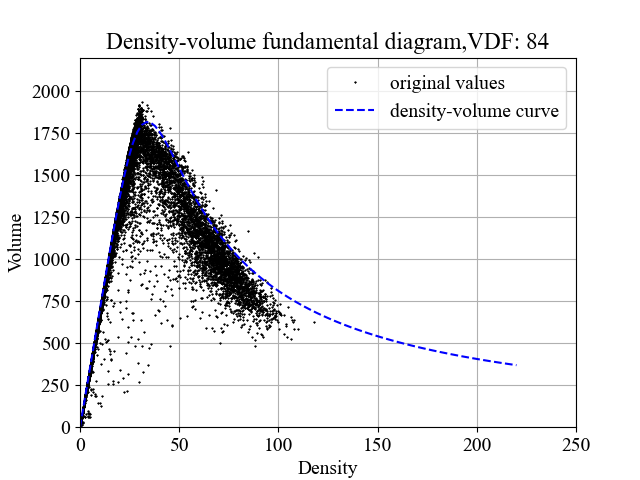 Density-volume fundamental diagram,VDF: 84
original values
density-volume curve
2000
1750
1500
1250
1000
750
500
250
0
Volume
0 50 100 150 200 250
Density